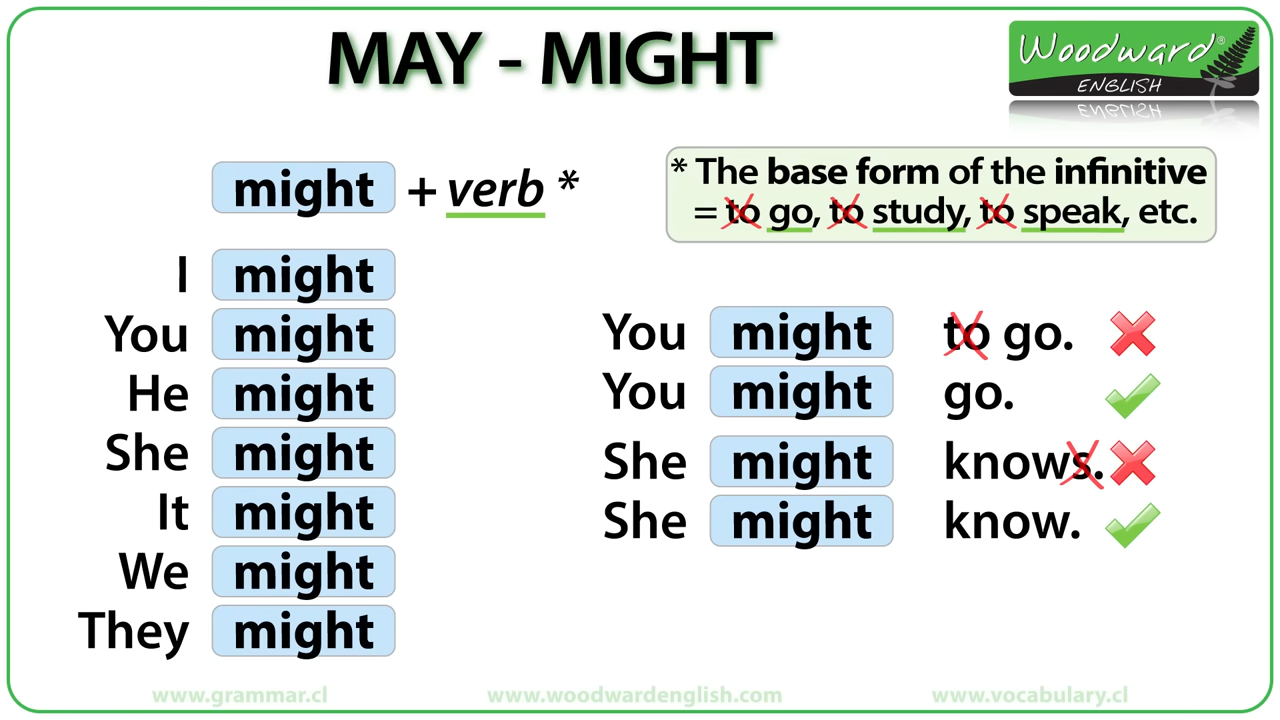 MAY - MIGHT
Woodward®
ENGLISH
might + verb *
* The base form of the infinitive
= to go, to study, to speak, etc.
I might
You might
He might
She might
It might
We might
They might
You might to go.
You might go.
She might knows.
She might know.
www.grammar.cl www.woodwardenglish.com www.vocabulary.cl